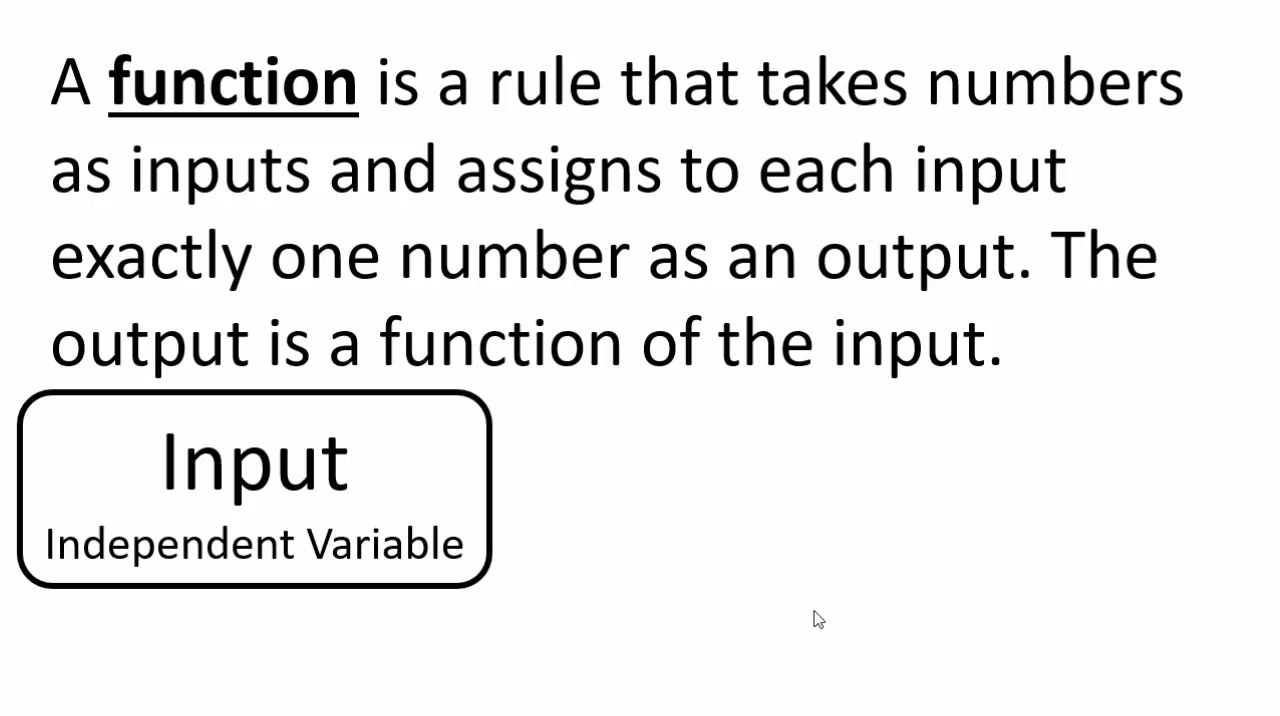 A function is a rule that takes numbers
as inputs and assigns to each input
exactly one number as an output. The
output is a function of the input.
Input
Independent Variable